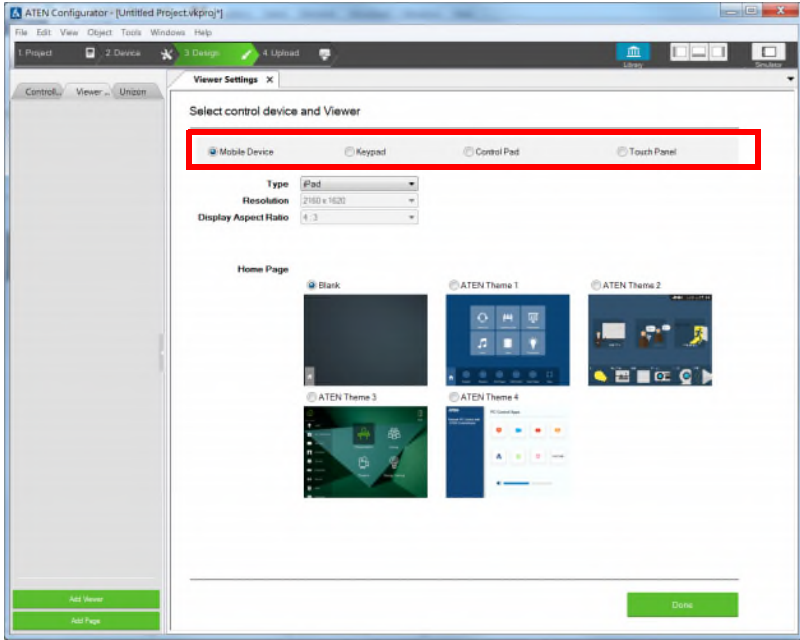 ATEN Configurator - [Untitled Project.vkproj*]
File Edit View Object Tools Windows Help
1. Project 2. Device 3. Design 4. Upload
Library Simulator
Controll... Viewer ... Unizon
Viewer Settings X
Select control device and Viewer
Mobile Device Keypad Control Pad Touch Panel
Type iPad
Resolution 2160 x 1620
Display Aspect Ratio 4 : 3
Home Page
Blank ATEN Theme 1 ATEN Theme 2
ATEN Theme 3 ATEN Theme 4
PC Control Apps
Add Viewer
Add Page
Done